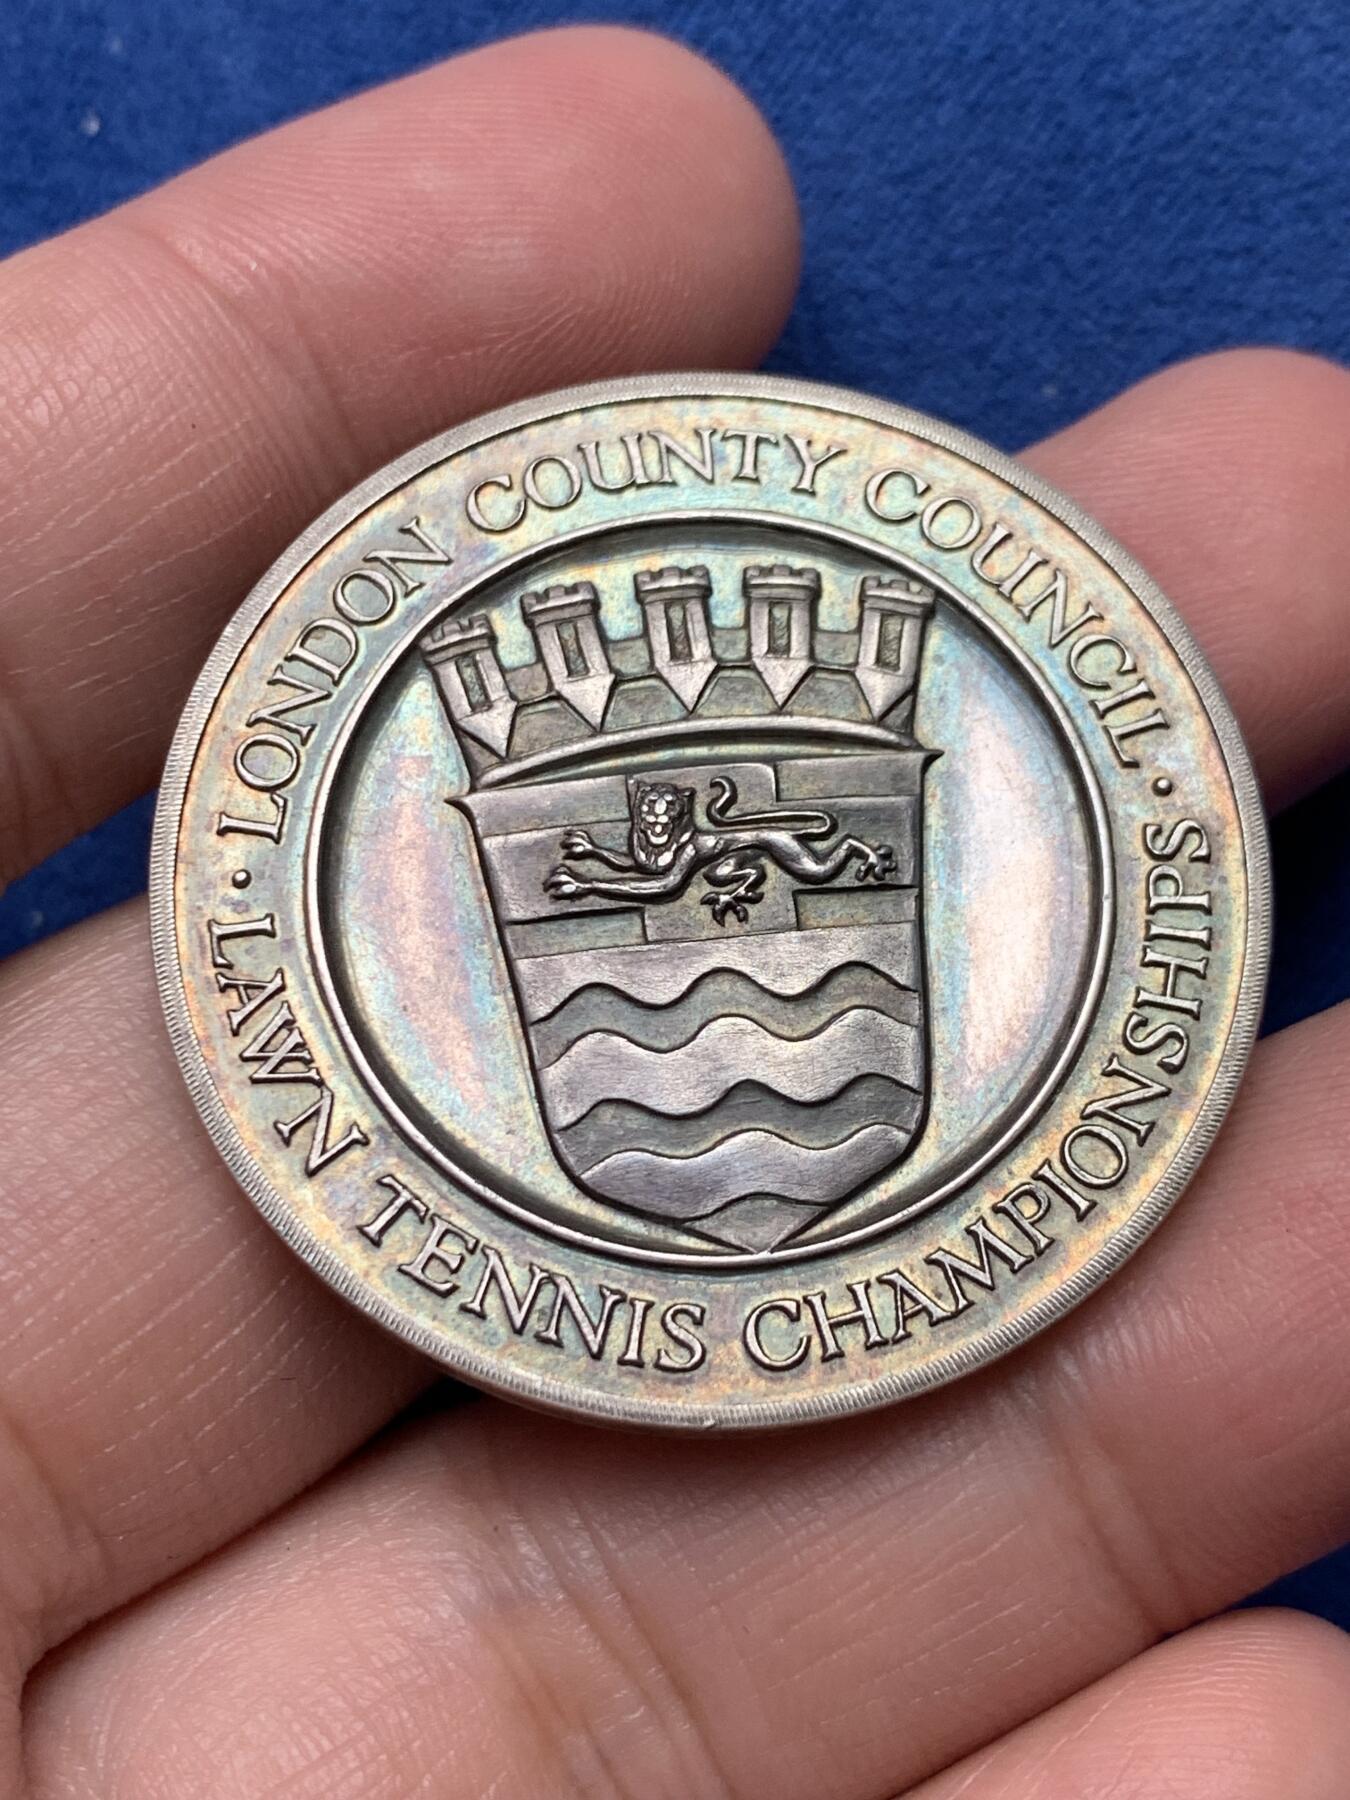 · LONDON COUNTY COUNCIL ·
LAWN TENNIS CHAMPIONSHIPS